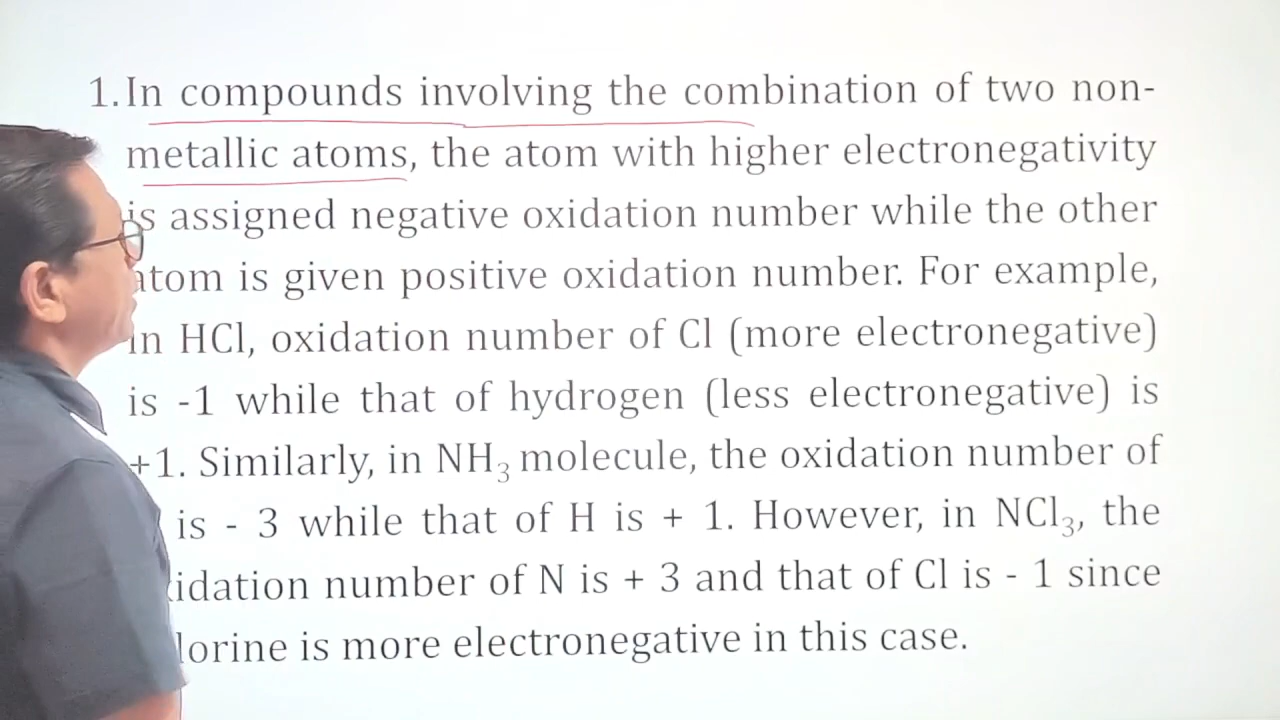 1. In compounds involving the combination of two non-
metallic atoms, the atom with higher electronegativity
is assigned negative oxidation number while the other
atom is given positive oxidation number. For example,
in HCl, oxidation number of Cl (more electronegative)
is -1 while that of hydrogen (less electronegative) is
+1. Similarly, in NH₃ molecule, the oxidation number of
is - 3 while that of H is + 1. However, in NCl₃, the
idation number of N is + 3 and that of Cl is - 1 since
lorine is more electronegative in this case.